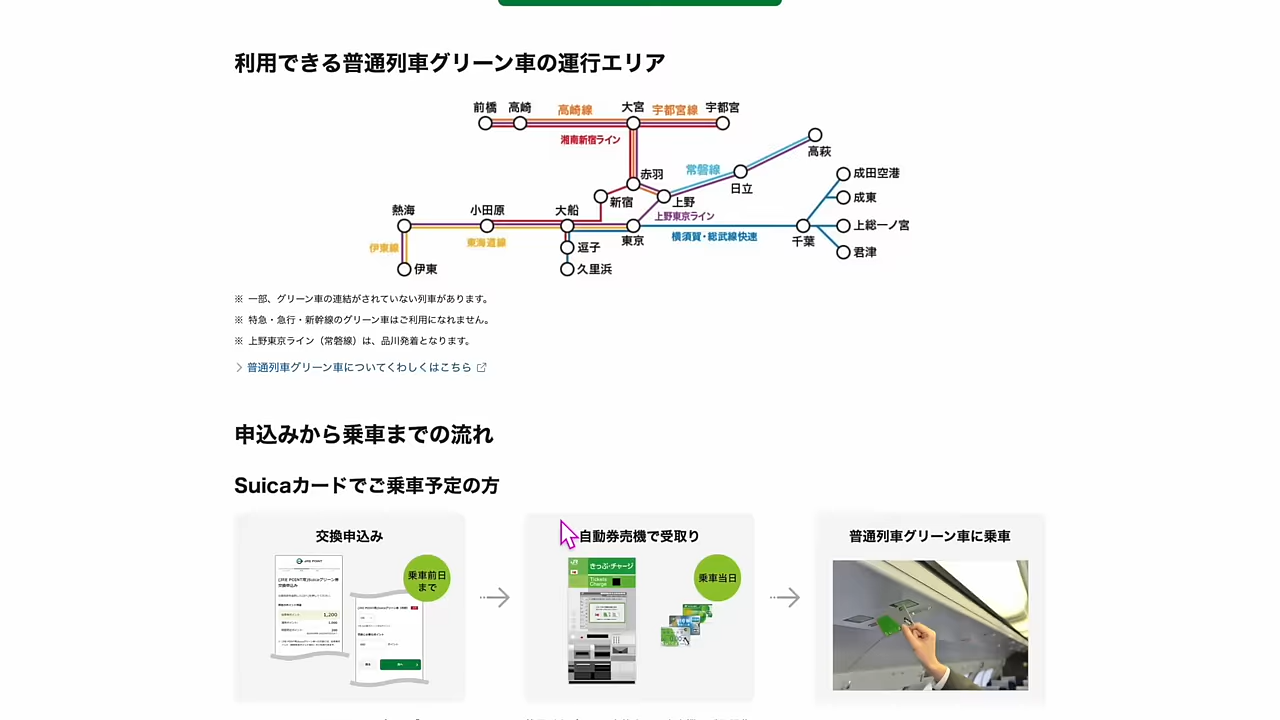 利用できる普通列車グリーン車の運行エリア
前橋 高崎 高崎線 大宮 宇都宮線 宇都宮
湘南新宿ライン
高萩
赤羽 常磐線 成田空港
日立
新宿 上野 成東
熱海 小田原 大船 上野東京ライン
上総一ノ宮
伊東線 東海道線 逗子 東京 横須賀・総武線快速 千葉
君津
伊東 久里浜
※ 一部、グリーン車の連結がされていない列車があります。
※ 特急・急行・新幹線のグリーン車はご利用になれません。
※ 上野東京ライン（常磐線）は、品川発着となります。
普通列車グリーン車についてくわしくはこちら
申込みから乗車までの流れ
Suicaカードでご乗車予定の方
交換申込み
JRE POINT
乗車前日
まで
1,200
自動券売機で受取り
きっぷ・チャージ
Tickets
Charge
乗車当日
普通列車グリーン車に乗車